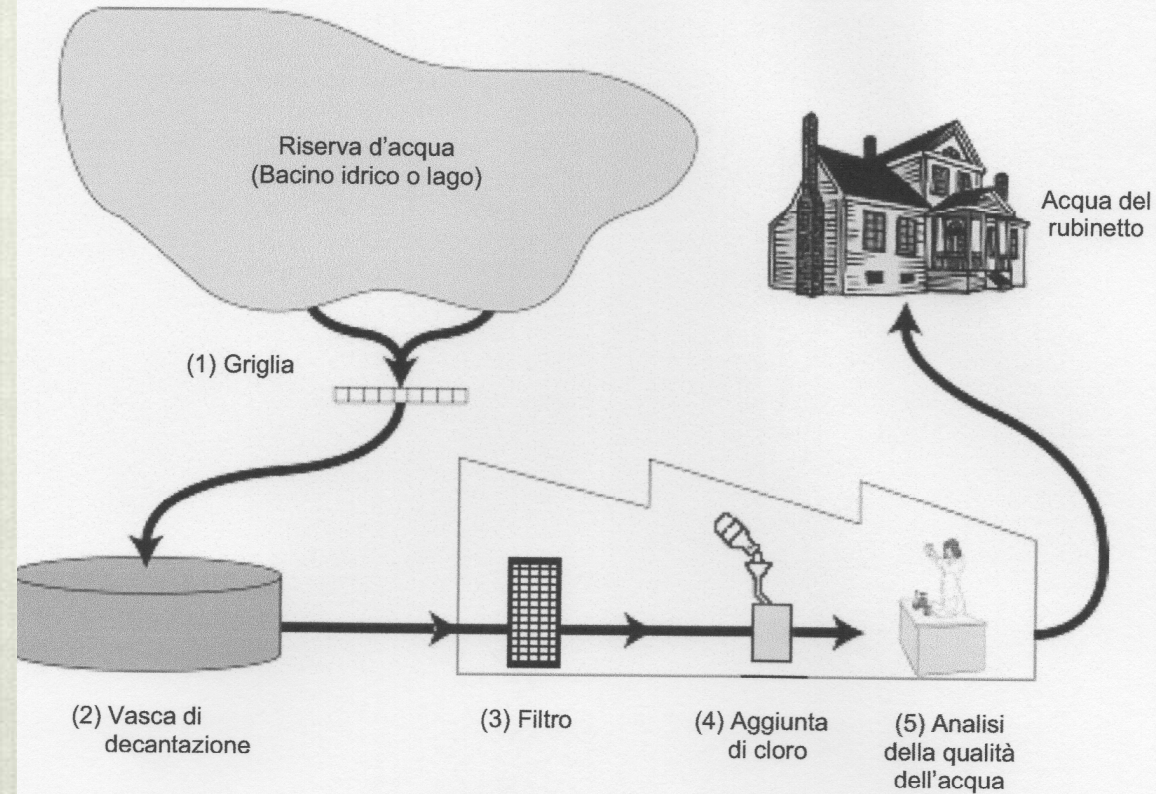 Riserva d'acqua
(Bacino idrico o lago)
Acqua del
rubinetto
(1) Griglia
(2) Vasca di
decantazione
(3) Filtro
(4) Aggiunta
di cloro
(5) Analisi
della qualità
dell'acqua